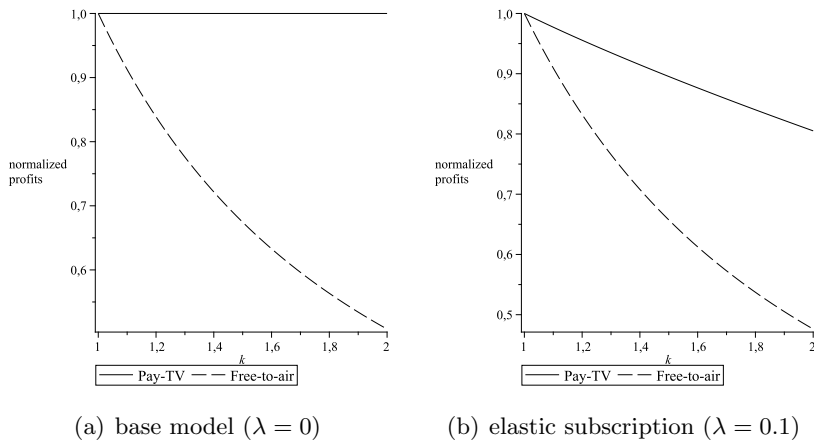 1,0
0,9
0,8
normalized
profits
0,7
0,6
1
1,2
1,4
1,6
1,8
2
k
Pay-TV
Free-to-air
(a) base model (λ = 0)
1,0
0,9
0,8
normalized
profits
0,7
0,6
0,5
1
1,2
1,4
1,6
1,8
2
k
Pay-TV
Free-to-air
(b) elastic subscription (λ = 0.1)